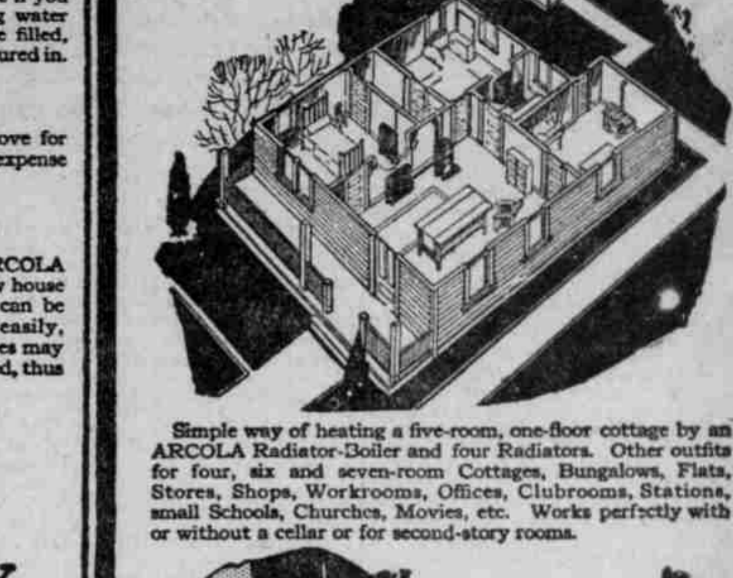 e if you
g water
e filled,
ured in.
ove for
expense
RCOLA
y house
can be
easily,
es may
d, thus
Simple way of heating a five-room, one-floor cottage by an
ARCOLA Radiator-Boiler and four Radiators. Other outfits
for four, six and seven-room Cottages, Bungalows, Flats,
Stores, Shops, Workrooms, Offices, Clubrooms, Stations,
small Schools, Churches, Movies, etc. Works perfectly with
or without a cellar or for second-story rooms.